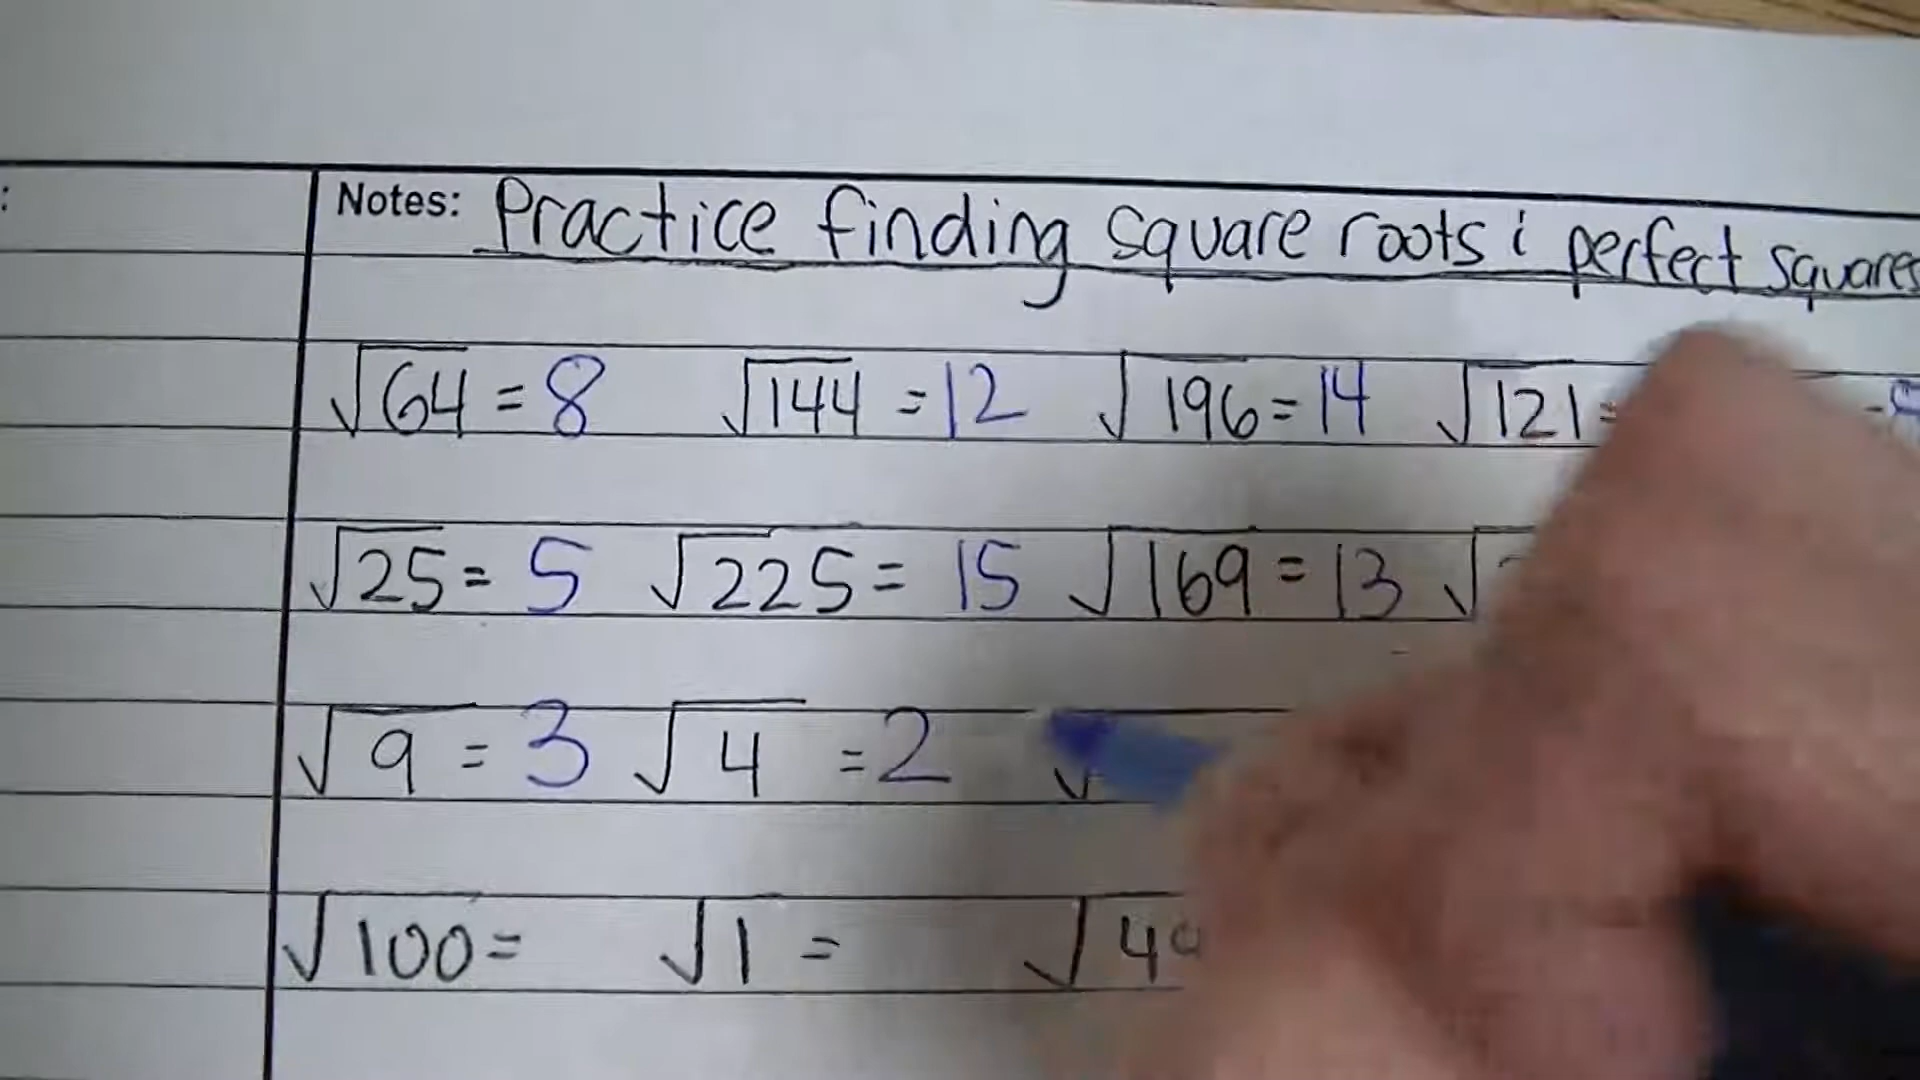 :
Notes: Practice finding square roots & perfect squares
√64 = 8 √144 = 12 √196 = 14 √121 =
√25 = 5 √225 = 15 √169 = 13 √
√9 = 3 √4 = 2 √
√100 = √1 = √49